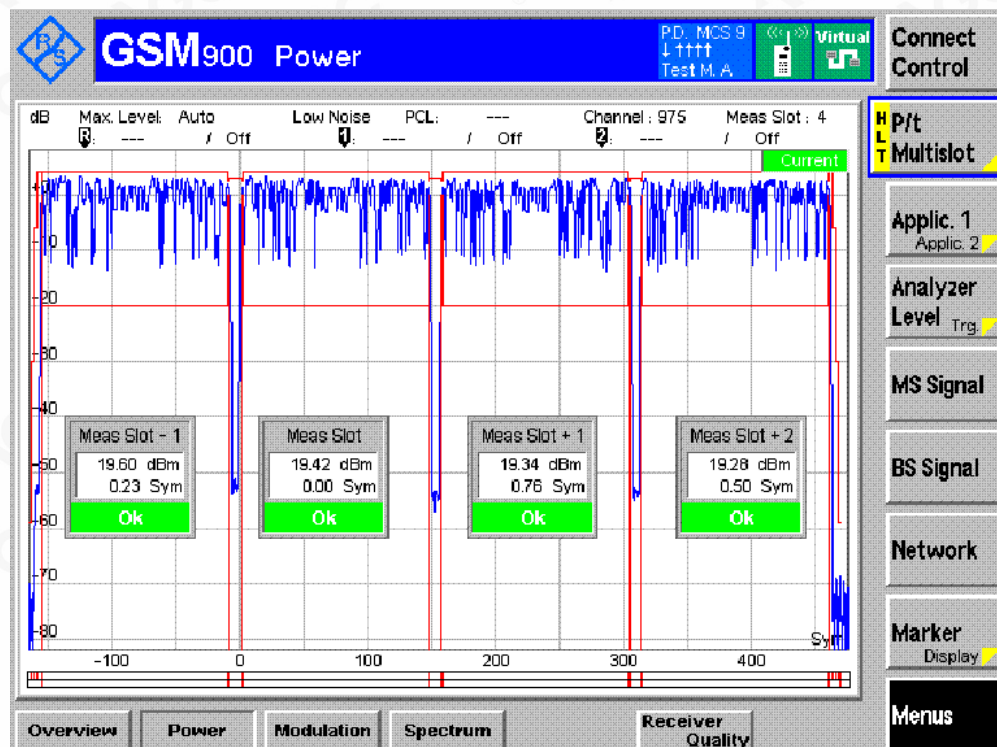 R/S
GSM900 Power
P.D. MCS 9
↓ ↑↑↑↑
Test M. A.
Virtual
Connect
Control
dB Max. Level: Auto Low Noise PCL: --- Channel : 975 Meas Slot : 4
R: --- / Off 1: --- / Off 2: --- / Off
Current
HLT
P/t
Multislot
Applic. 1
Applic. 2
Analyzer
Level Trg.
MS Signal
BS Signal
Network
Marker
Display
Menus
-20
-30
-40
-50
-60
-70
-80
Meas Slot - 1
19.60 dBm
0.23 Sym
Ok
Meas Slot
19.42 dBm
0.00 Sym
Ok
Meas Slot + 1
19.34 dBm
0.76 Sym
Ok
Meas Slot + 2
19.28 dBm
0.50 Sym
Ok
Sym
-100 0 100 200 300 400
Overview Power Modulation Spectrum Receiver
Quality